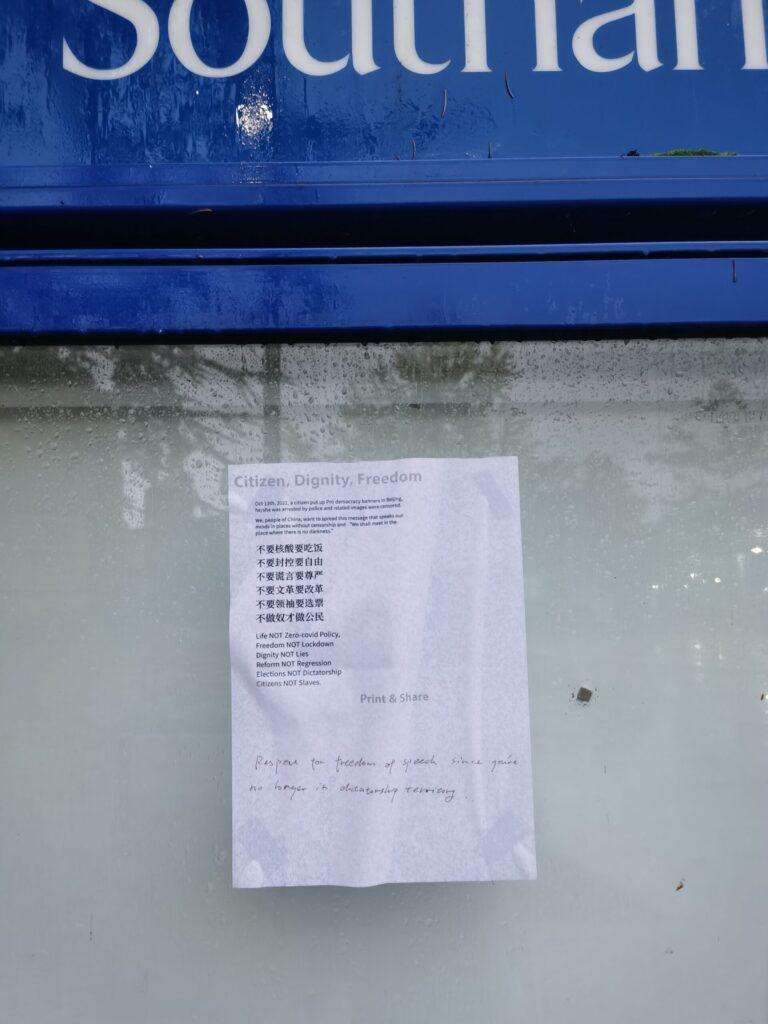 Southam
Citizen, Dignity, Freedom
Oct 13th, 2022, a citizen put up Pro democracy banners in Beijing,
he/she was arrested by police and related images were censored.
We, people of China, want to spread this message that speaks our
minds in places without censorship and "We shall meet in the
place where there is no darkness."
不要核酸要吃饭
不要封控要自由
不要谎言要尊严
不要文革要改革
不要领袖要选票
不做奴才做公民
Life NOT Zero-covid Policy,
Freedom NOT Lockdown
Dignity NOT Lies
Reform NOT Regression
Elections NOT Dictatorship
Citizens NOT Slaves.
Print & Share
Respect for freedom of speech since you're
no longer in dictatorship territory.